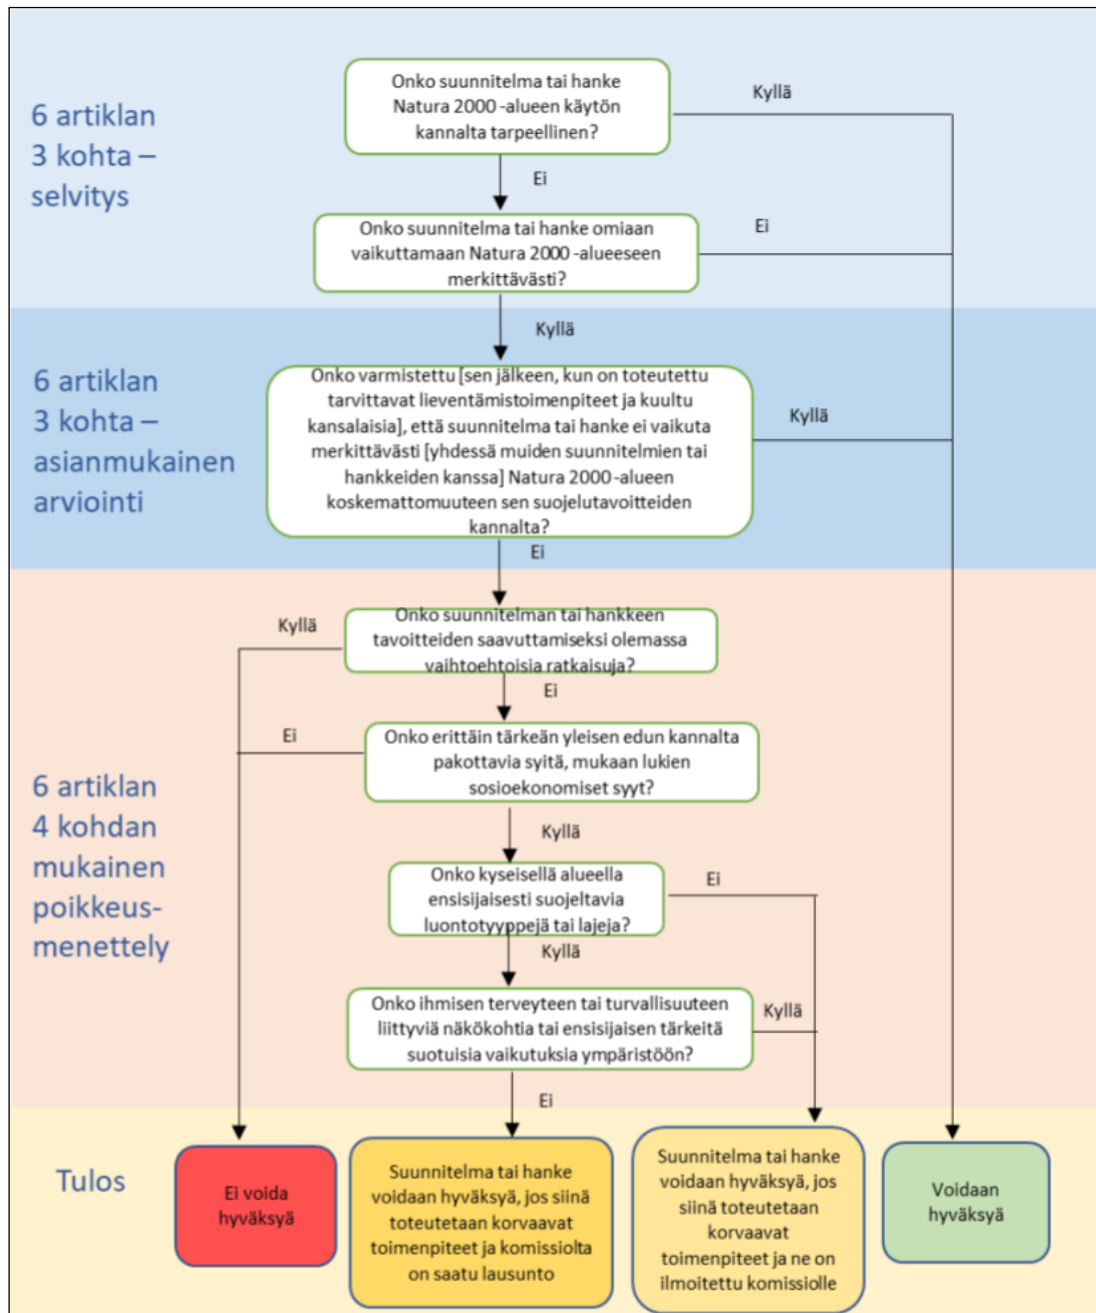 Onko suunnitelma tai hanke
Natura 2000 -alueen käytön
kannalta tarpeellinen?
Kyllä
6 artiklan
3 kohta –
selvitys
Ei
Onko suunnitelma tai hanke omiaan
vaikuttamaan Natura 2000 -alueeseen
merkittävästi?
Ei
Kyllä
6 artiklan
3 kohta –
asianmukainen
arviointi
Onko varmistettu [sen jälkeen, kun on toteutettu
tarvittavat lieventämistoimenpiteet ja kuultu
kansalaisia], että suunnitelma tai hanke ei vaikuta
merkittävästi [yhdessä muiden suunnitelmien tai
hankkeiden kanssa] Natura 2000 -alueen
koskemattomuuteen sen suojelutavoitteiden
kannalta?
Kyllä
Ei
Onko suunnitelman tai hankkeen
tavoitteiden saavuttamiseksi olemassa
vaihtoehtoisia ratkaisuja?
Kyllä
Ei
Onko erittäin tärkeän yleisen edun kannalta
pakottavia syitä, mukaan lukien
sosioekonomiset syyt?
Ei
Kyllä
6 artiklan
4 kohdan
mukainen
poikkeus-
menettely
Onko kyseisellä alueella
ensisijaisesti suojeltavia
luontotyyppejä tai lajeja?
Ei
Kyllä
Onko ihmisen terveyteen tai turvallisuuteen
liittyviä näkökohtia tai ensisijaisen tärkeitä
suotuisia vaikutuksia ympäristöön?
Kyllä
Ei
Tulos
Ei voida
hyväksyä
Suunnitelma tai hanke
voidaan hyväksyä, jos siinä
toteutetaan korvaavat
toimenpiteet ja komissiolta
on saatu lausunto
Suunnitelma tai hanke
voidaan hyväksyä, jos
siinä toteutetaan
korvaavat
toimenpiteet ja ne on
ilmoitettu komissiolle
Voidaan
hyväksyä